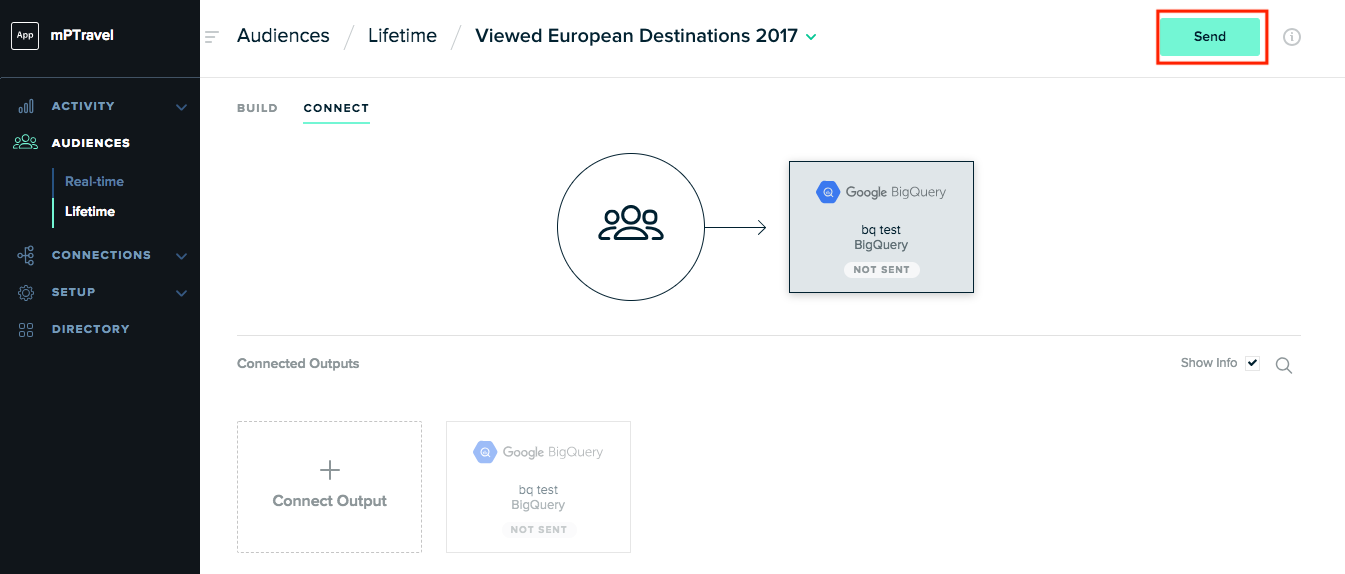 App mPTravel
Audiences / Lifetime / Viewed European Destinations 2017
Send
ACTIVITY
AUDIENCES
Real-time
Lifetime
CONNECTIONS
SETUP
DIRECTORY
BUILD CONNECT
Google BigQuery
bq test
BigQuery
NOT SENT
Connected Outputs
Show Info
Connect Output
Google BigQuery
bq test
BigQuery
NOT SENT